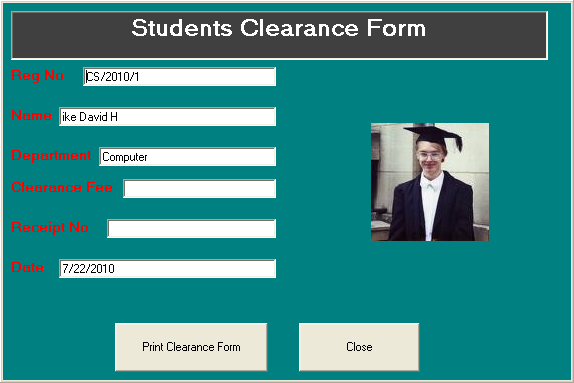 Students Clearance Form
Reg No CS/2010/1
Name ike David H
Department Computer
Clearance Fee
Receipt No
Date 7/22/2010
Print Clearance Form Close